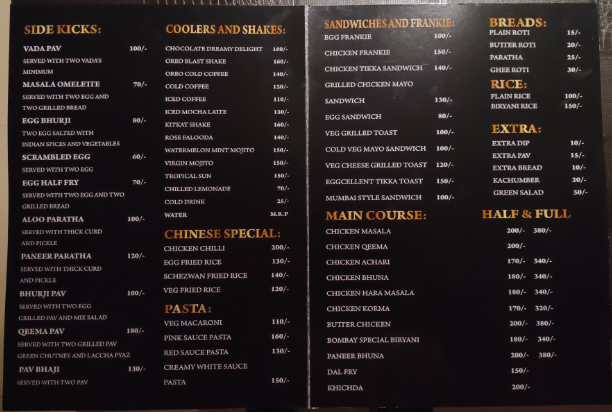 SIDE KICKS:
VADA PAV 100/-
SERVED WITH TWO VADA'S
MINIMUM
MASALA OMELETTE 70/-
SERVED WITH TWO EGG AND
TWO GRILLED BREAD
EGG BHURJI 80/-
TWO EGG SALTED WITH
INDIAN SPICES AND VEGETABLES
SCRAMBLED EGG 60/-
SERVED WITH TWO EGG
EGG HALF FRY 70/-
SERVED WITH TWO EGG AND TWO
GRILLED BREAD
ALOO PARATHA 100/-
SERVED WITH THICK CURD
AND PICKLE
PANEER PARATHA 120/-
SERVED WITH THICK CURD
AND PICKLE
BHURJI PAV 100/-
SERVED WITH TWO EGG
GRILLED PAV AND MIX SALAD
QEEMA PAV 180/-
SERVED WITH TWO GRILLED PAV
GREEN CHUTNEY AND LACCHA PYAZ
PAV BHAJI 130/-
SERVED WITH TWO PAV
COOLERS AND SHAKES:
CHOCOLATE DREAMY DELIGHT 160/-
OREO BLAST SHAKE 160/-
OREO COLD COFFEE 140/-
COLD COFFEE 120/-
ICED COFFEE 110/-
ICED MOCHA LATTE 130/-
KITKAT SHAKE 160/-
ROSE FALOODA 140/-
WATERMELON MINT MOJITO 150/-
VIRGIN MOJITO 150/-
TROPICAL SUN 150/-
CHILLED LEMONADE 70/-
COLD DRINK 25/-
WATER M.R.P
CHINESE SPECIAL:
CHICKEN CHILLI 200/-
EGG FRIED RICE 130/-
SCHEZWAN FRIED RICE 140/-
VEG FRIED RICE 120/-
PASTA:
VEG MACARONI 110/-
PINK SAUCE PASTA 160/-
RED SAUCE PASTA 130/-
CREAMY WHITE SAUCE
PASTA 150/-
SANDWICHES AND FRANKIE:
EGG FRANKIE 100/-
CHICKEN FRANKIE 150/-
CHICKEN TIKKA SANDWICH 140/-
GRILLED CHICKEN MAYO
SANDWICH 130/-
EGG SANDWICH 80/-
VEG GRILLED TOAST 100/-
COLD VEG MAYO SANDWICH 100/-
VEG CHEESE GRILLED TOAST 120/-
EGGCELLENT TIKKA TOAST 150/-
MUMBAI STYLE SANDWICH 100/-
BREADS:
PLAIN ROTI 15/-
BUTTER ROTI 20/-
PARATHA 25/-
GHEE ROTI 30/-
RICE:
PLAIN RICE 100/-
BIRYANI RICE 150/-
EXTRA:
EXTRA DIP 10/-
EXTRA PAV 15/-
EXTRA BREAD 10/-
KACHUMBER 20/-
GREEN SALAD 50/-
MAIN COURSE: HALF & FULL
CHICKEN MASALA 200/- 380/-
CHICKEN QEEMA 200/-
CHICKEN ACHARI 170/- 340/-
CHICKEN BHUNA 180/- 340/-
CHICKEN HARA MASALA 180/- 340/-
CHICKEN KORMA 170/- 320/-
BUTTER CHICKEN 200/- 380/-
BOMBAY SPECIAL BIRYANI 180/- 340/-
PANEER BHUNA 200/- 380/-
DAL FRY 150/-
KHICHDA 200/-